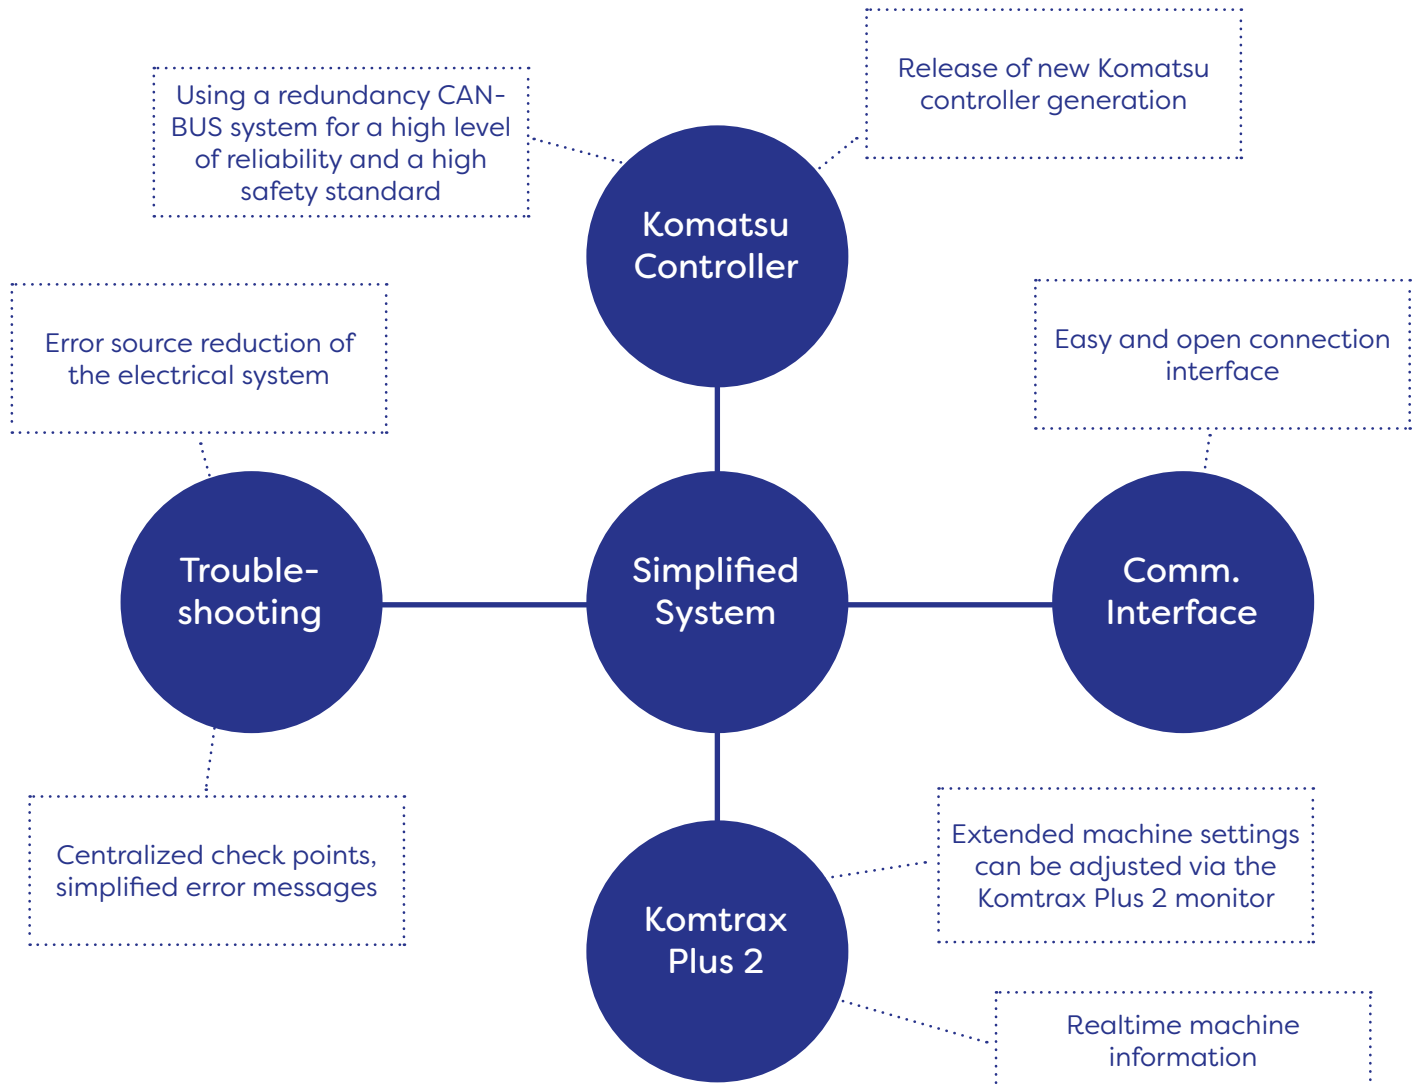 Release of new Komatsu
controller generation
Using a redundancy CAN-
BUS system for a high level
of reliability and a high
safety standard
Komatsu
Controller
Error source reduction of
the electrical system
Easy and open connection
interface
Trouble-
shooting
Simplified
System
Comm.
Interface
Centralized check points,
simplified error messages
Extended machine settings
can be adjusted via the
Komtrax Plus 2 monitor
Komtrax
Plus 2
Realtime machine
information